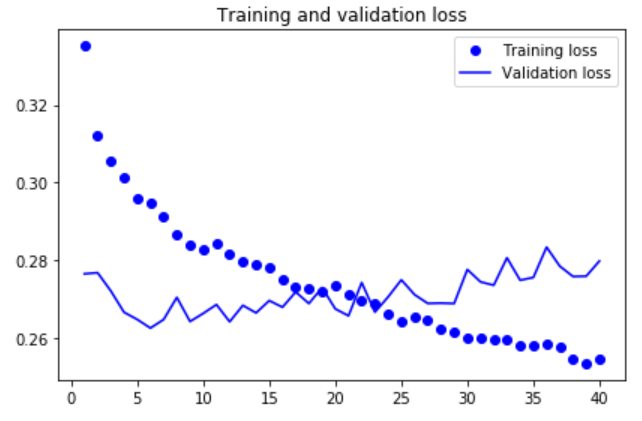 Training and validation loss
Training loss
Validation loss
0.32
0.30
0.28
0.26
0 5 10 15 20 25 30 35 40